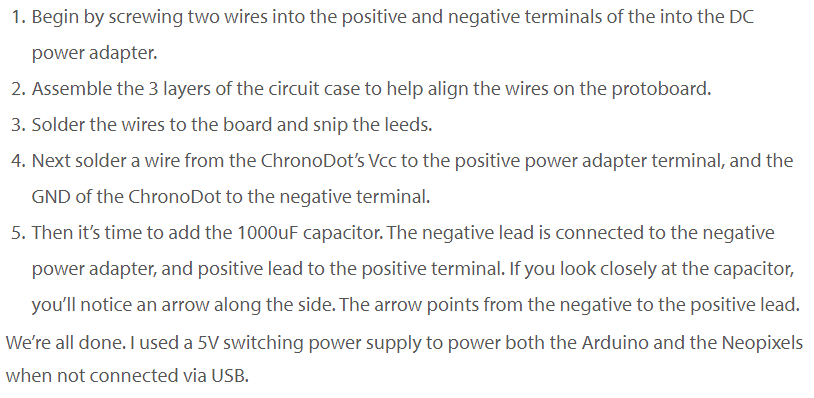 1. Begin by screwing two wires into the positive and negative terminals of the into the DC
power adapter.
2. Assemble the 3 layers of the circuit case to help align the wires on the protoboard.
3. Solder the wires to the board and snip the leeds.
4. Next solder a wire from the ChronoDot’s Vcc to the positive power adapter terminal, and the
GND of the ChronoDot to the negative terminal.
5. Then it’s time to add the 1000uF capacitor. The negative lead is connected to the negative
power adapter, and positive lead to the positive terminal. If you look closely at the capacitor,
you’ll notice an arrow along the side. The arrow points from the negative to the positive lead.
We’re all done. I used a 5V switching power supply to power both the Arduino and the Neopixels
when not connected via USB.